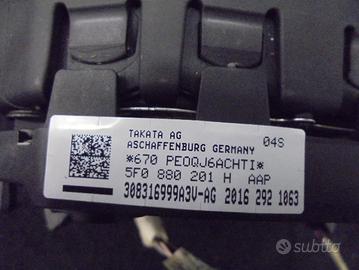 TAKATA AG
ASCHAFFENBURG GERMANY 04S
*670 PEOQJ6ACHTI*
5F0 880 201 H AAP
308316999A3V-AG 2016 292 1063
subito